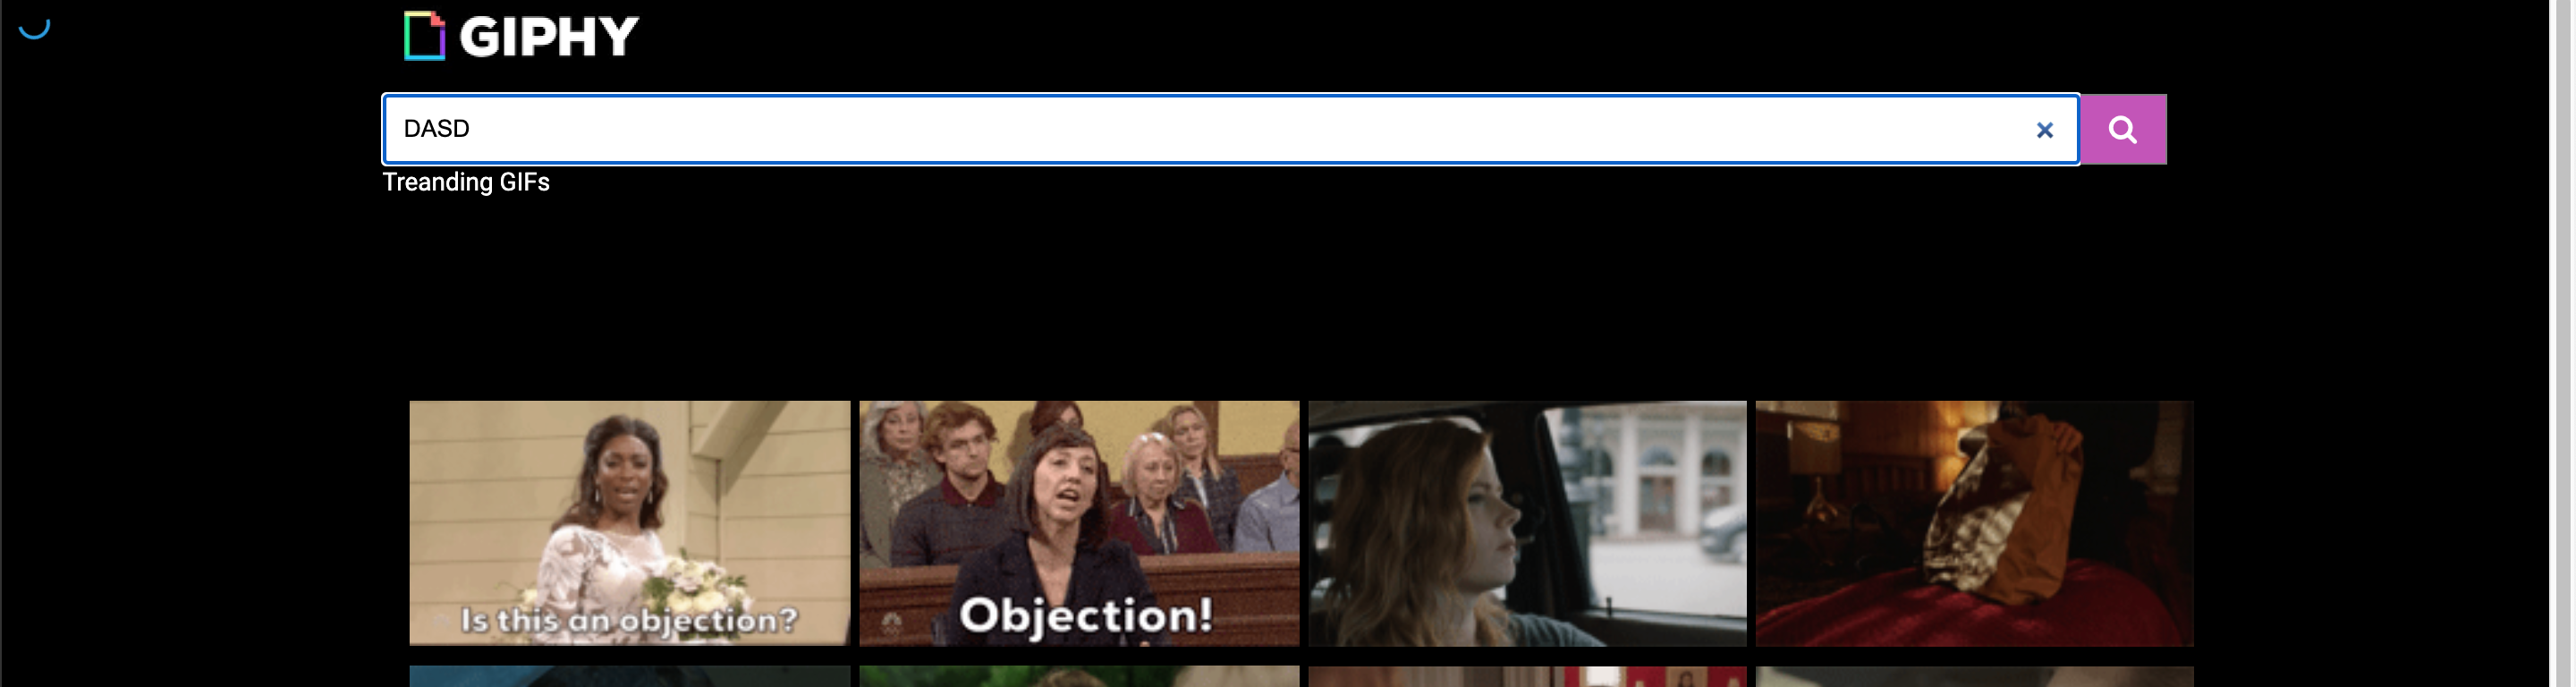 GIPHY
DASD
Treanding GIFs
Is this an objection?
Objection!